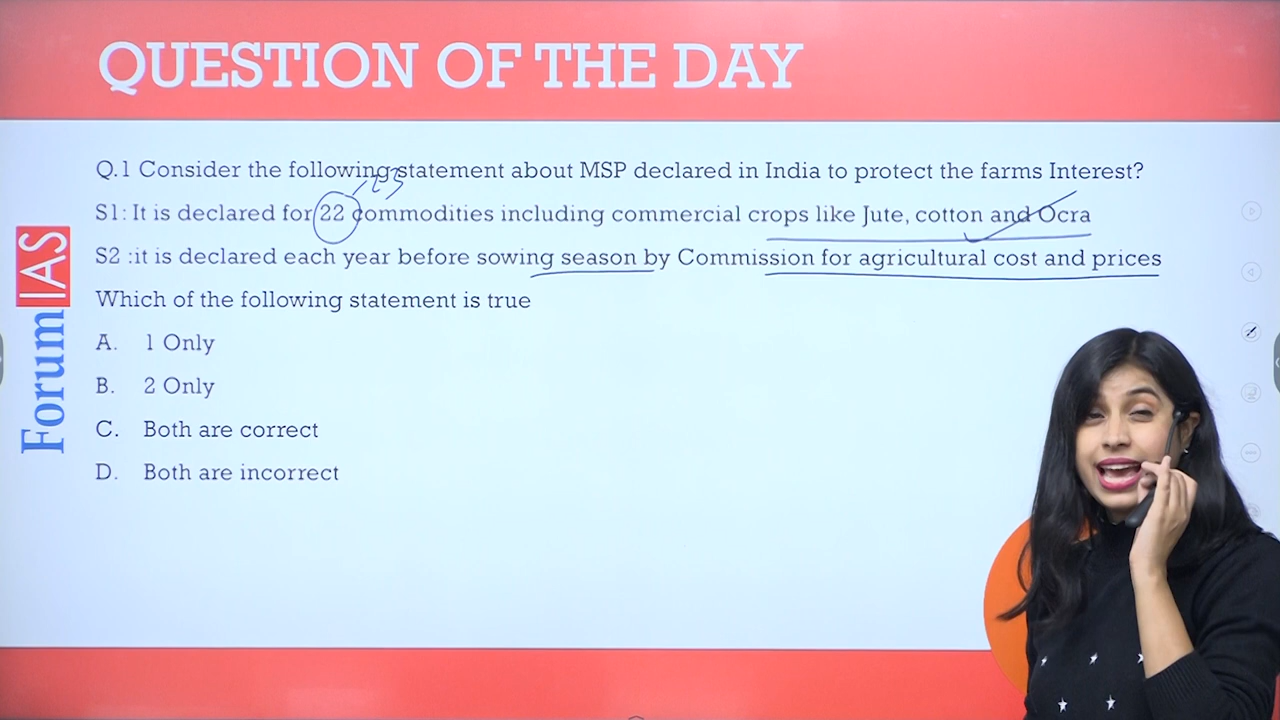 QUESTION OF THE DAY
Q.1 Consider the following statement about MSP declared in India to protect the farms Interest?
23
S1: It is declared for 22 commodities including commercial crops like Jute, cotton and Ocra
S2 :it is declared each year before sowing season by Commission for agricultural cost and prices
Which of the following statement is true
A. 1 Only
B. 2 Only
C. Both are correct
D. Both are incorrect
ForumIAS